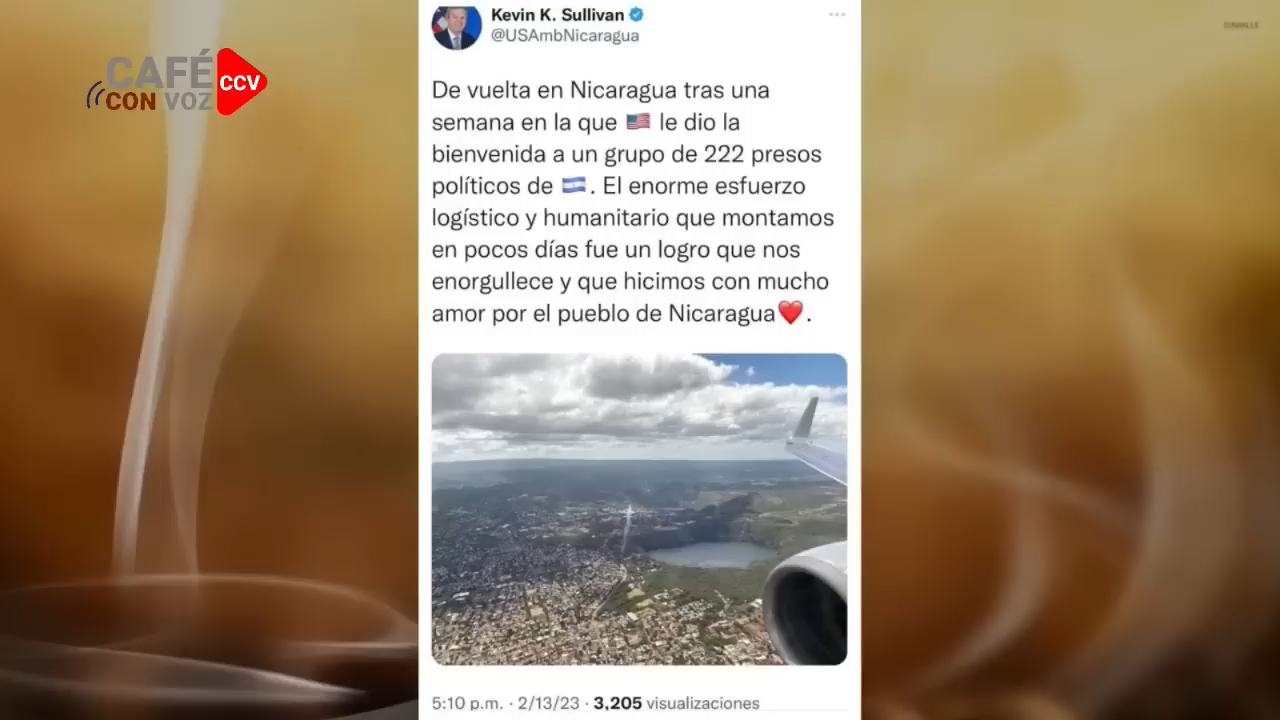 CAFÉ
CON VOZ
CCV
Kevin K. Sullivan
@USAmbNicaragua
De vuelta en Nicaragua tras una
semana en la que 🇺🇸 le dio la
bienvenida a un grupo de 222 presos
políticos de 🇳🇮. El enorme esfuerzo
logístico y humanitario que montamos
en pocos días fue un logro que nos
enorgullece y que hicimos con mucho
amor por el pueblo de Nicaragua❤️.
5:10 p.m. · 2/13/23 · 3,205 visualizaciones